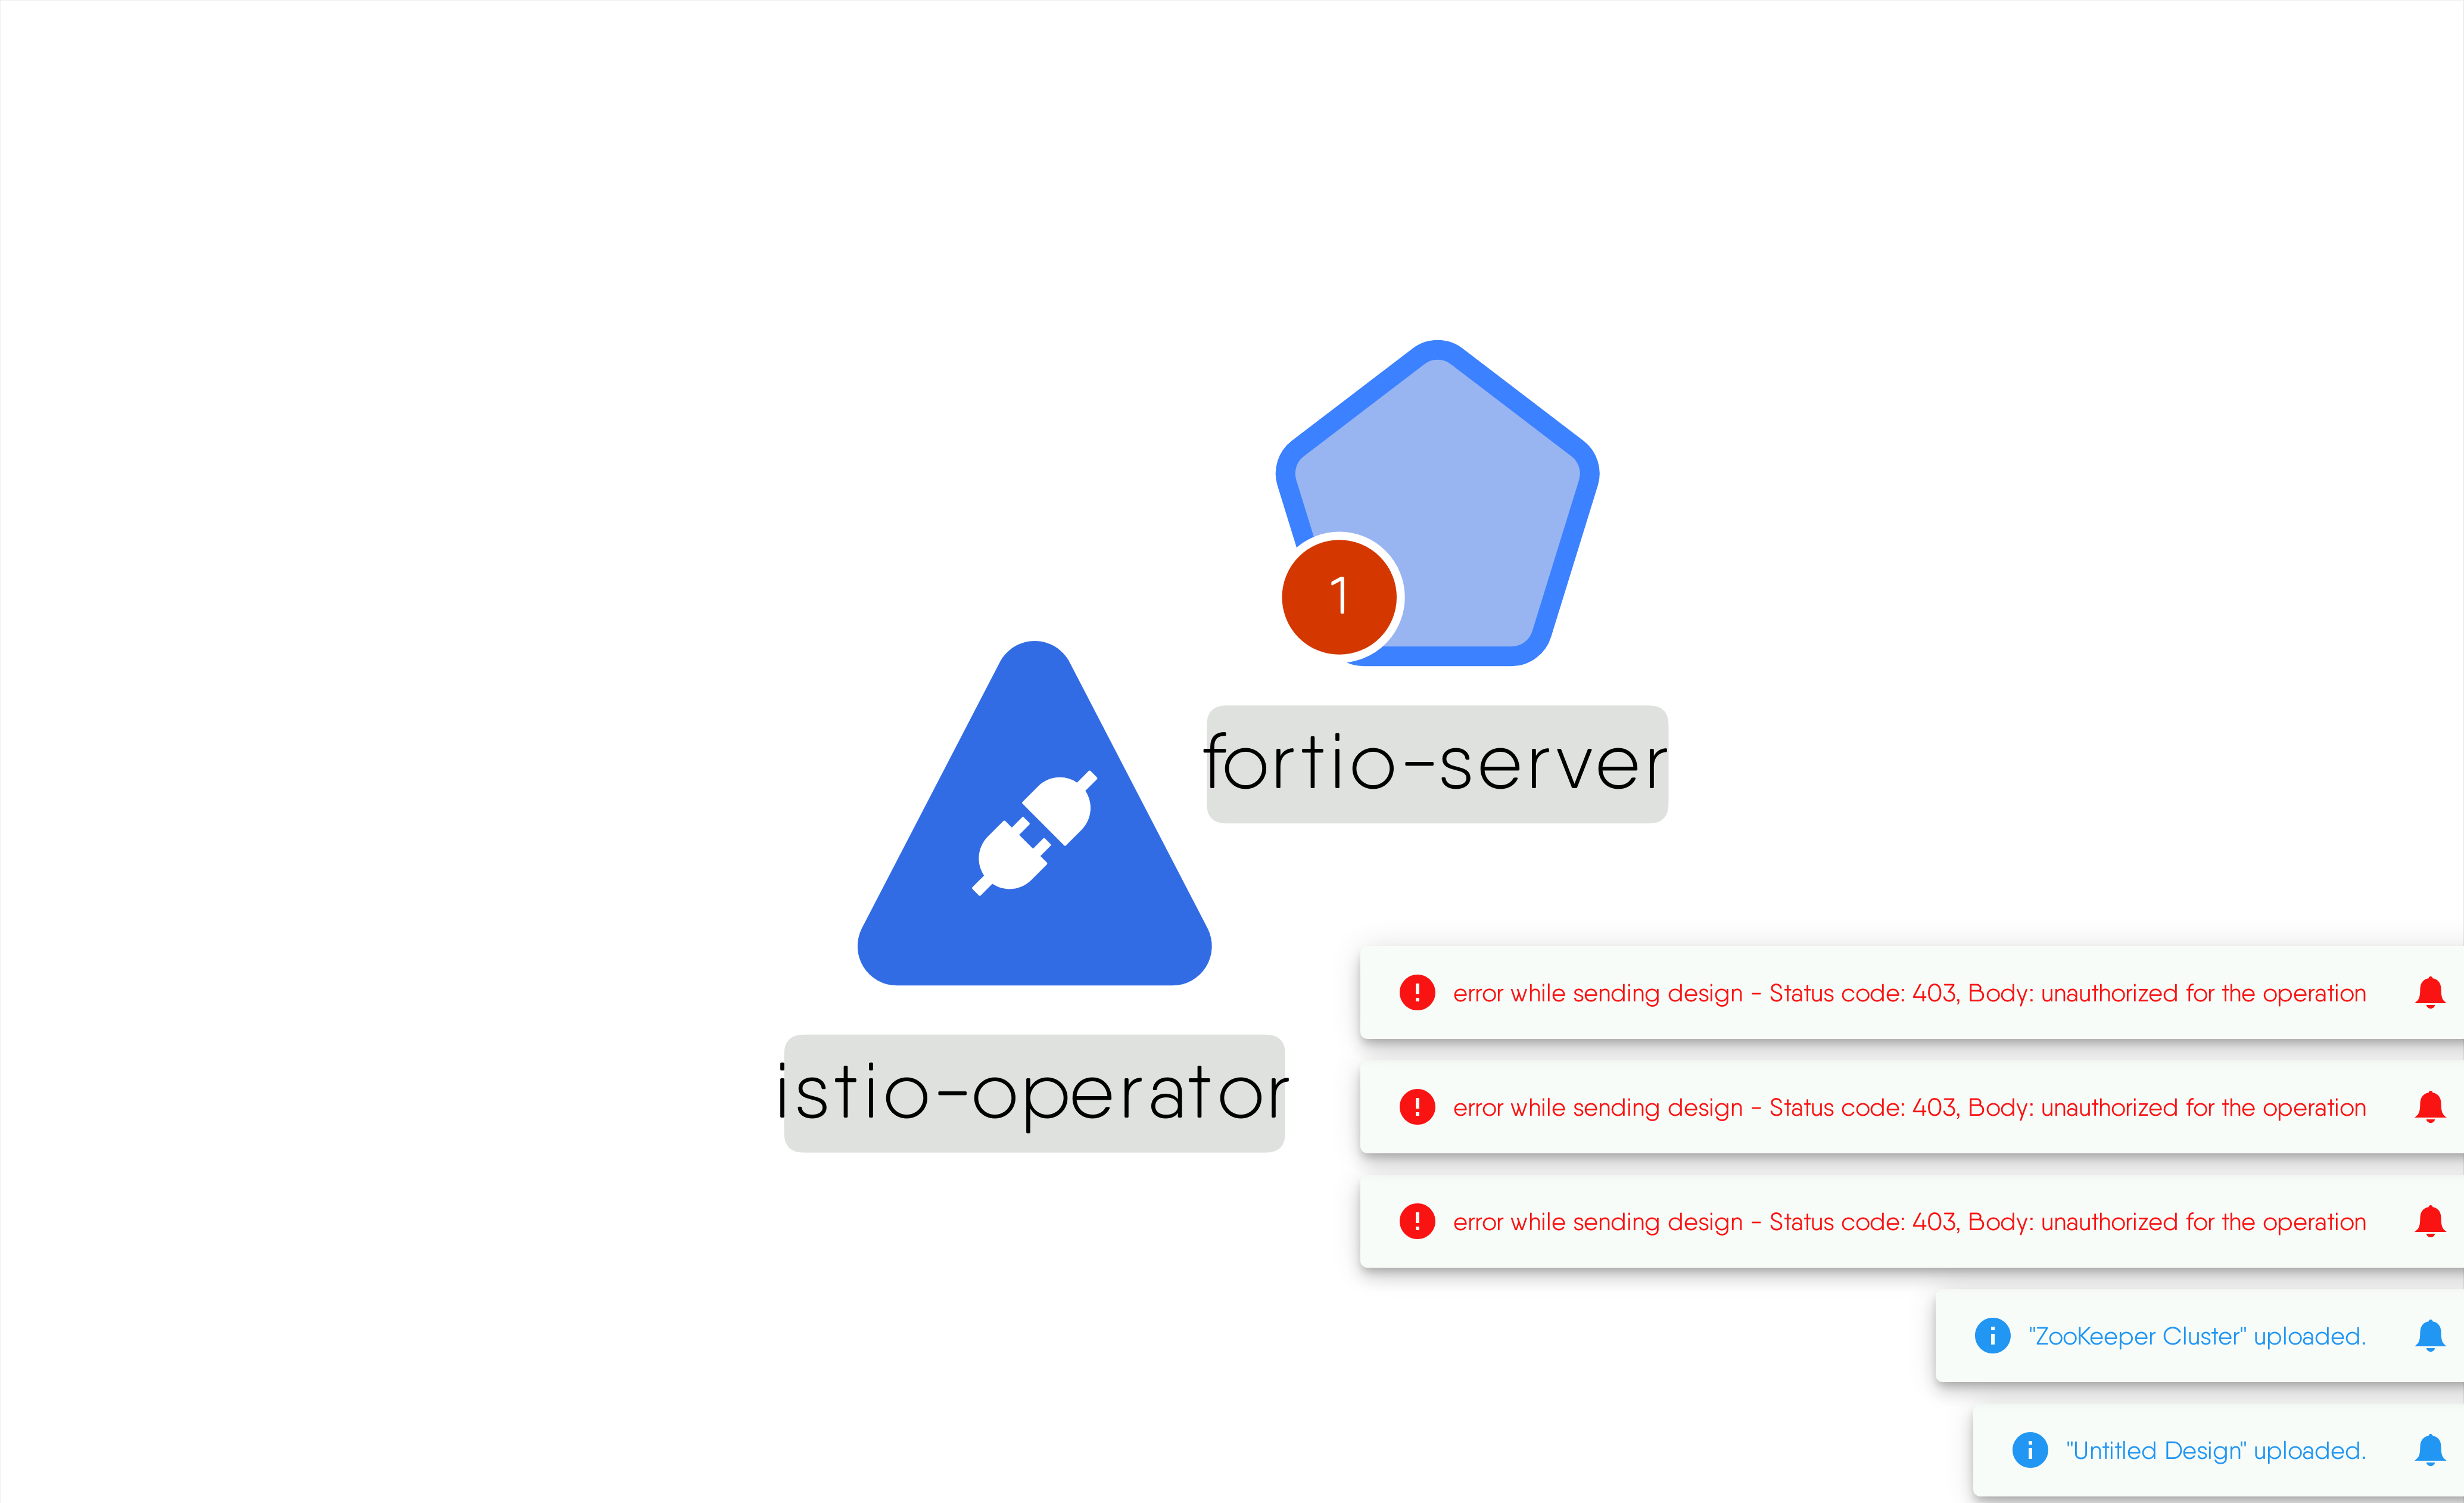 1
fortio-server
istio-operator
error while sending design - Status code: 403, Body: unauthorized for the operation
error while sending design - Status code: 403, Body: unauthorized for the operation
error while sending design - Status code: 403, Body: unauthorized for the operation
"ZooKeeper Cluster" uploaded.
"Untitled Design" uploaded.